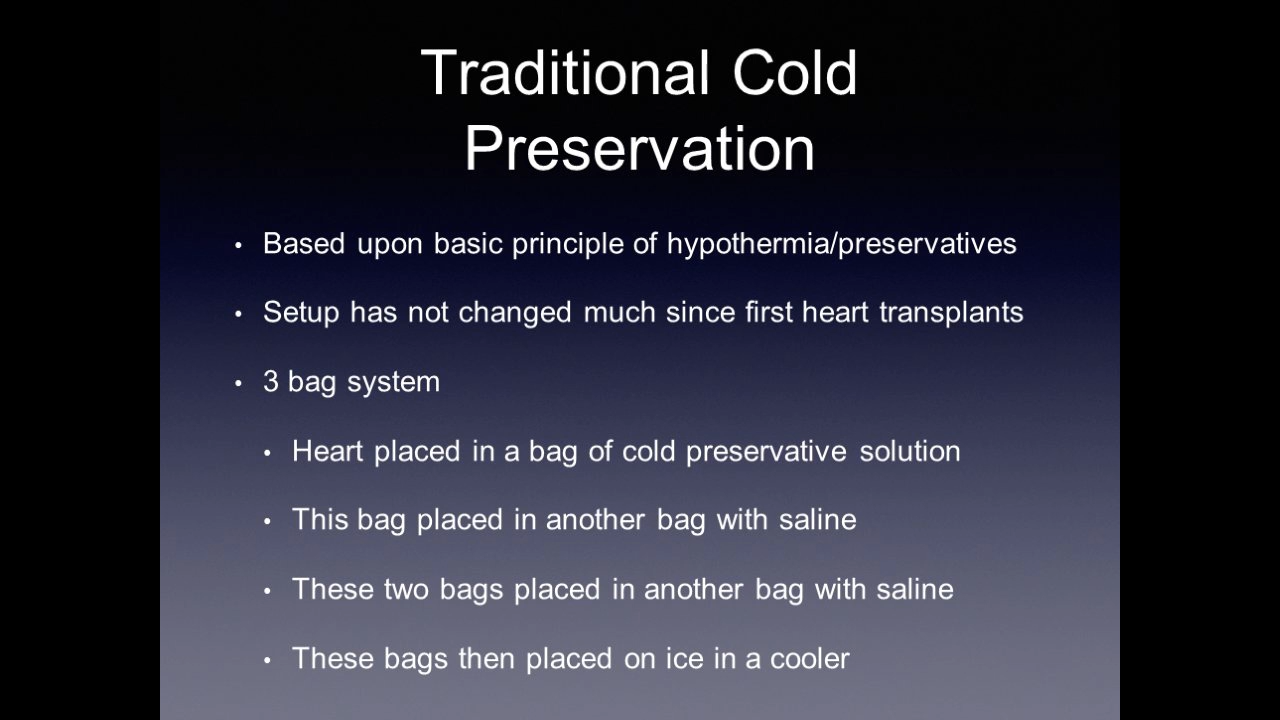 Traditional Cold
Preservation
• Based upon basic principle of hypothermia/preservatives
• Setup has not changed much since first heart transplants
• 3 bag system
• Heart placed in a bag of cold preservative solution
• This bag placed in another bag with saline
• These two bags placed in another bag with saline
• These bags then placed on ice in a cooler